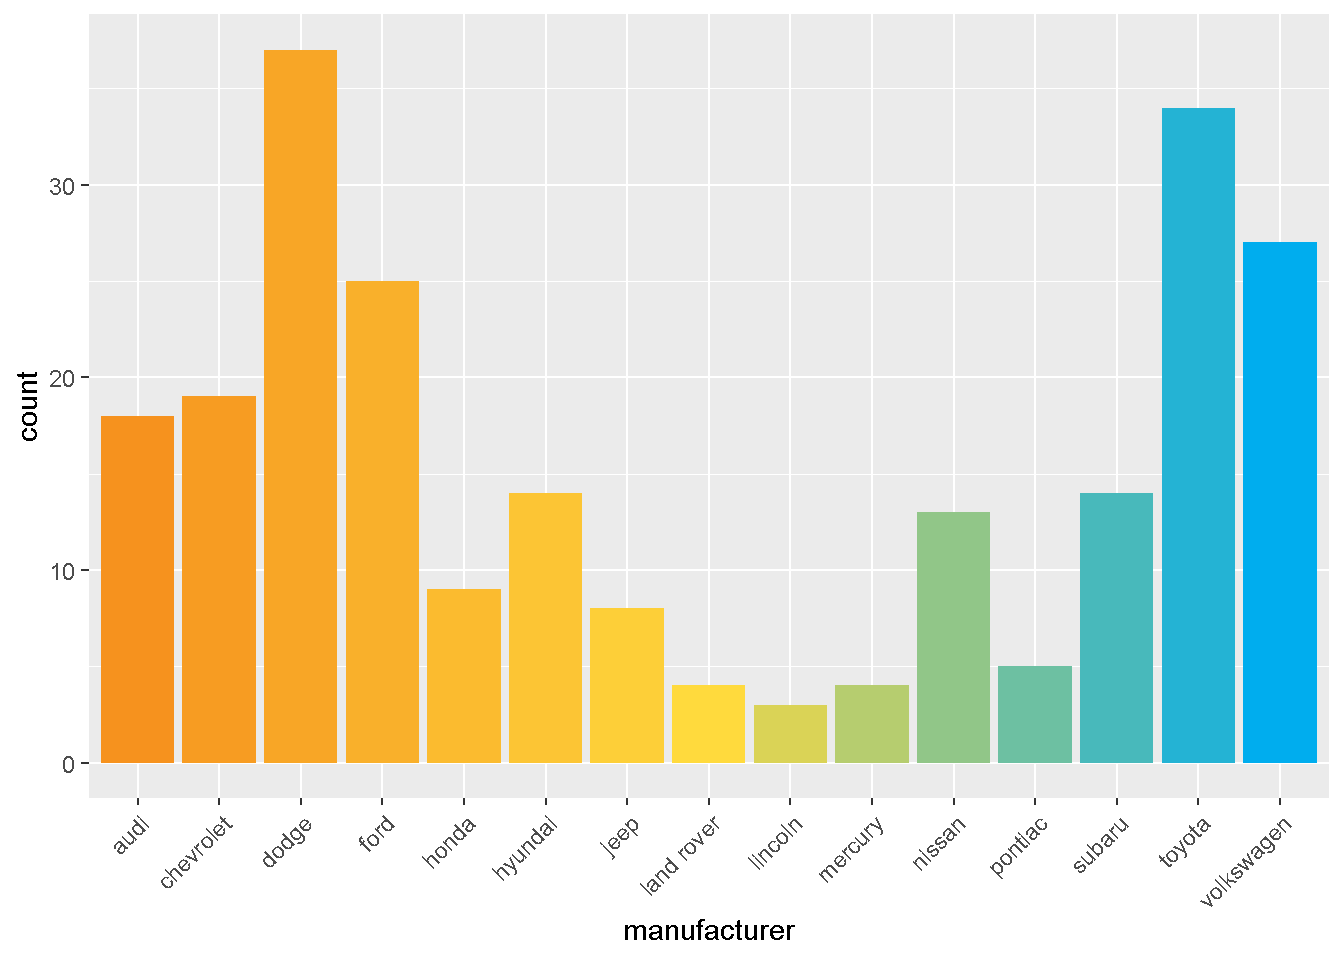 count
30
20
10
0
audi
chevrolet
dodge
ford
honda
hyundai
jeep
land rover
lincoln
mercury
nissan
pontiac
subaru
toyota
volkswagen
manufacturer